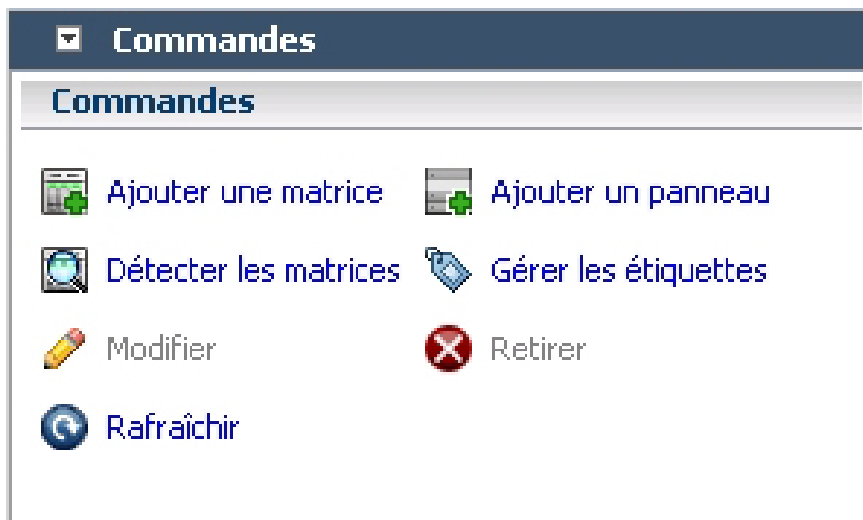 Commandes
Commandes
Ajouter une matrice
Ajouter un panneau
Détecter les matrices
Gérer les étiquettes
Modifier
Retirer
Rafraîchir